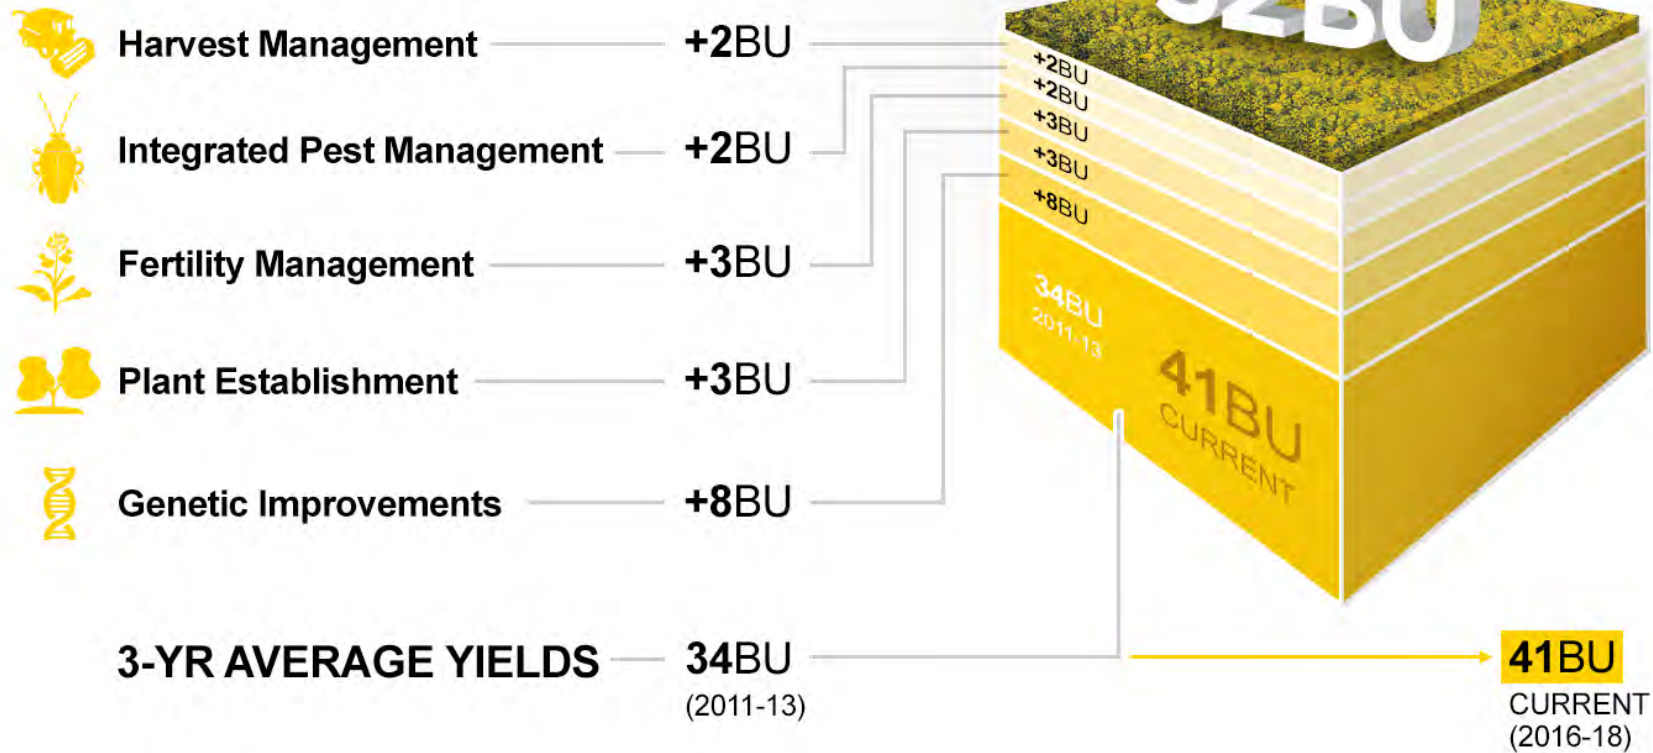 52BU
Harvest Management +2BU
Integrated Pest Management +2BU
Fertility Management +3BU
Plant Establishment +3BU
Genetic Improvements +8BU
3-YR AVERAGE YIELDS 34BU
(2011-13)
+2BU
+2BU
+3BU
+3BU
+8BU
34BU
2011-13
41BU
CURRENT
41BU
CURRENT
(2016-18)